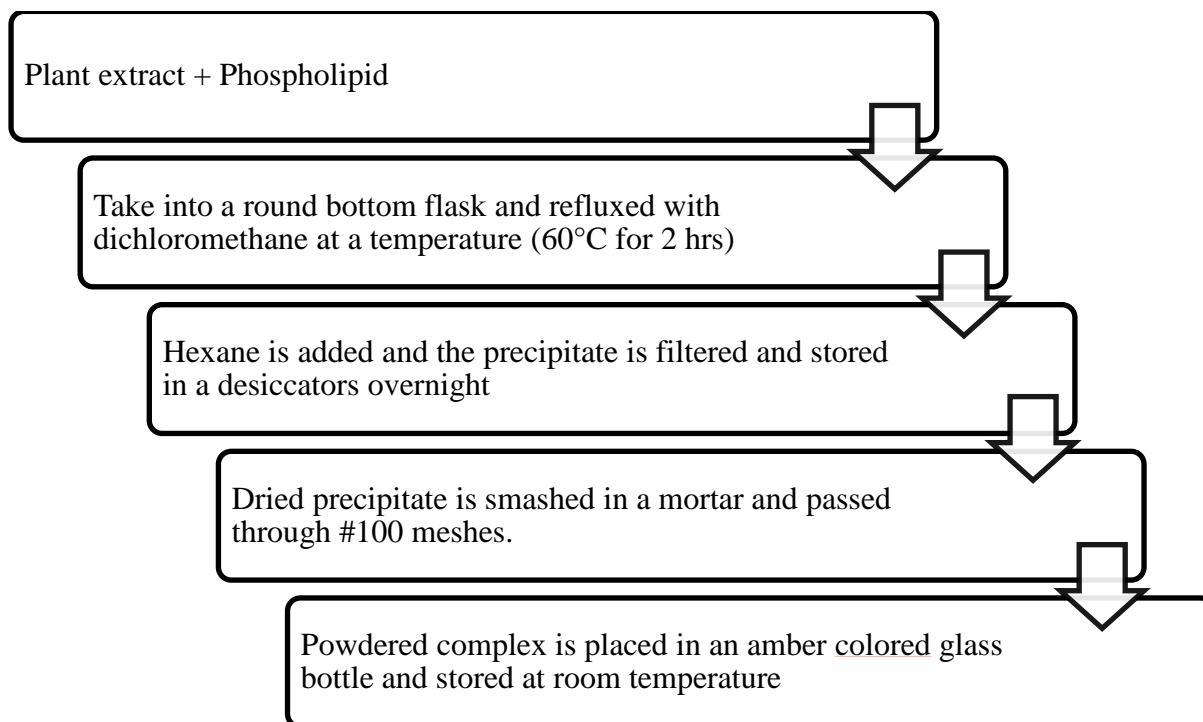 Plant extract + Phospholipid
Take into a round bottom flask and refluxed with
dichloromethane at a temperature (60°C for 2 hrs)
Hexane is added and the precipitate is filtered and stored
in a desiccators overnight
Dried precipitate is smashed in a mortar and passed
through #100 meshes.
Powdered complex is placed in an amber colored glass
bottle and stored at room temperature